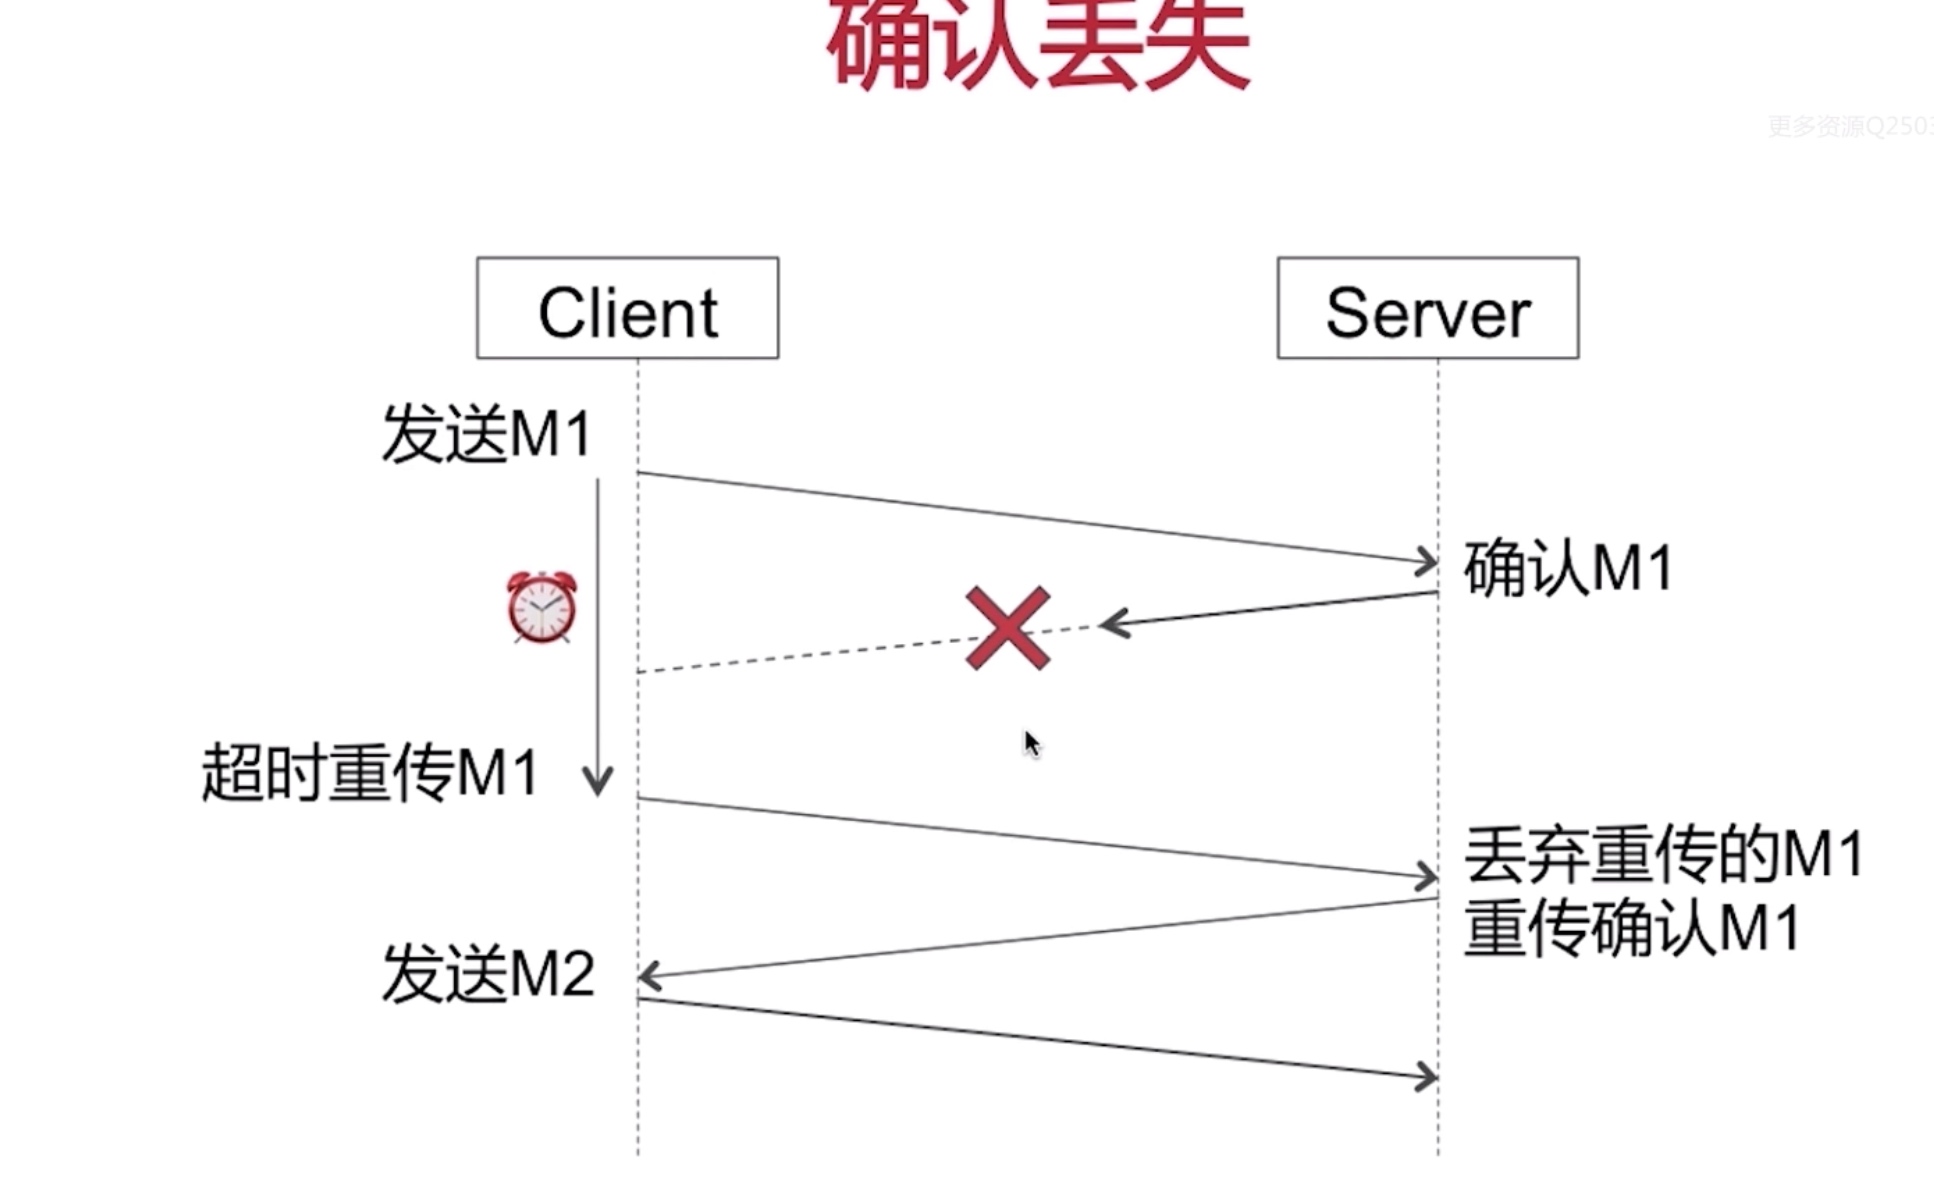 确认丢失
更多资源Q2503
Client
Server
发送M1
确认M1
超时重传M1
丢弃重传的M1
重传确认M1
发送M2